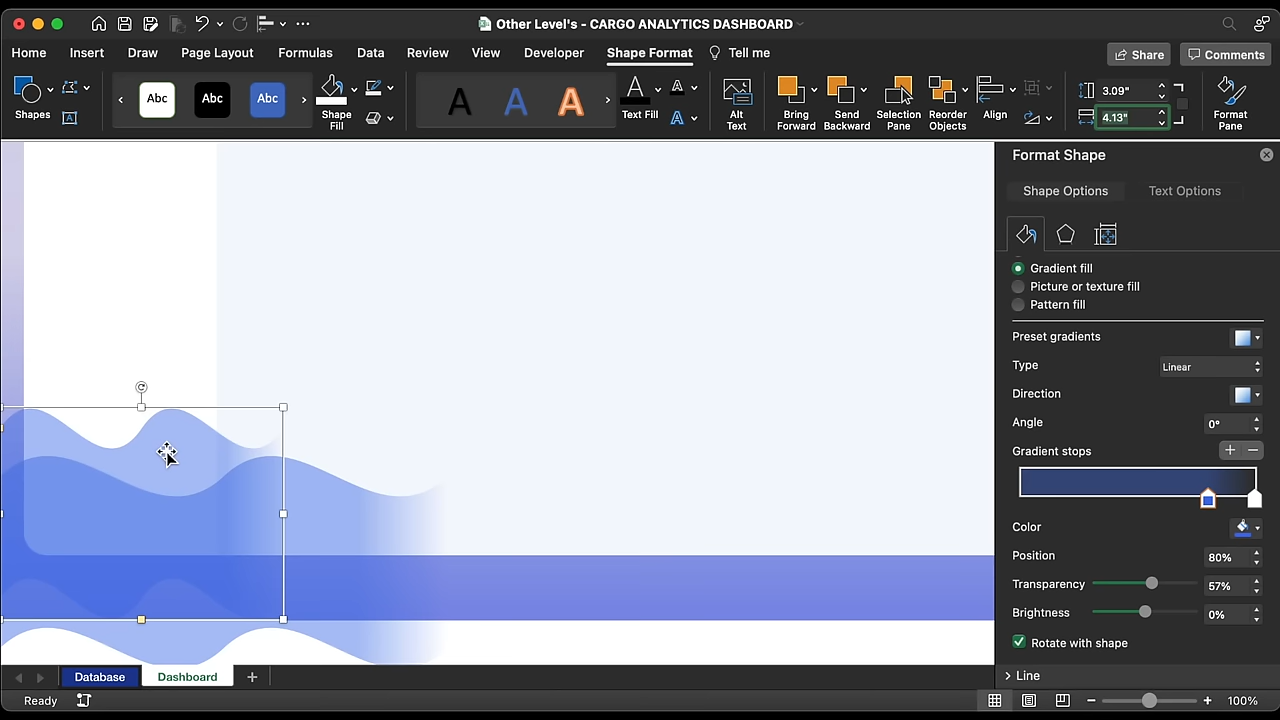 Other Level's - CARGO ANALYTICS DASHBOARD
Home Insert Draw Page Layout Formulas Data Review View Developer Shape Format Tell me Share Comments
Shapes
Abc Abc Abc
Shape Fill
A A A
Text Fill
Alt Text
Bring Forward
Send Backward
Selection Pane
Reorder Objects
Align
3.09"
4.13"
Format Pane
Format Shape
Shape Options Text Options
Gradient fill
Picture or texture fill
Pattern fill
Preset gradients
Type Linear
Direction
Angle 0°
Gradient stops
Color
Position 80%
Transparency 57%
Brightness 0%
Rotate with shape
Line
Database Dashboard
Ready 100%